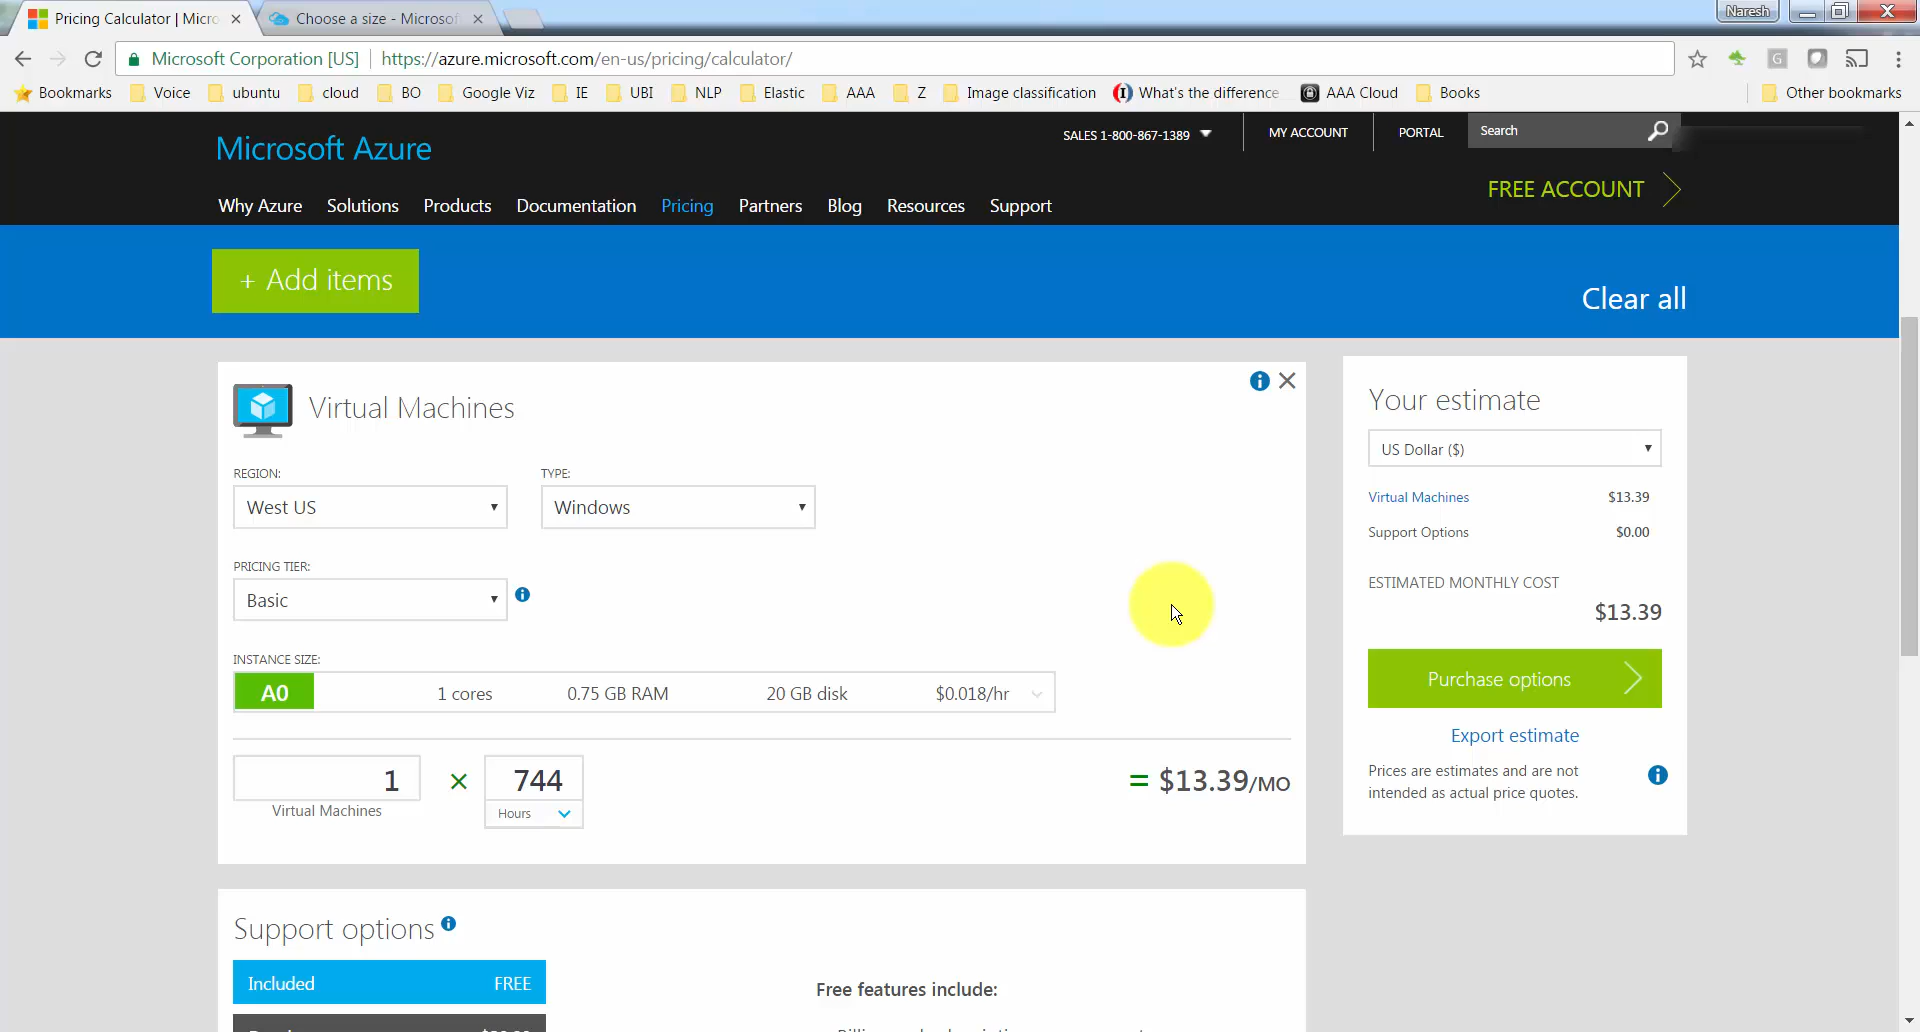 Pricing Calculator | Micro
Choose a size - Microsof
Naresh
Microsoft Corporation [US]
https://azure.microsoft.com/en-us/pricing/calculator/
Bookmarks
Voice
ubuntu
cloud
BO
Google Viz
IE
UBI
NLP
Elastic
AAA
Z
Image classification
What's the difference
AAA Cloud
Books
Other bookmarks
Microsoft Azure
SALES 1-800-867-1389
MY ACCOUNT
PORTAL
Search
FREE ACCOUNT
Why Azure
Solutions
Products
Documentation
Pricing
Partners
Blog
Resources
Support
+ Add items
Clear all
Virtual Machines
REGION:
TYPE:
West US
Windows
PRICING TIER:
Basic
INSTANCE SIZE:
A0
1 cores
0.75 GB RAM
20 GB disk
$0.018/hr
1
×
744
Virtual Machines
Hours
= $13.39/MO
Your estimate
US Dollar ($)
Virtual Machines
$13.39
Support Options
$0.00
ESTIMATED MONTHLY COST
$13.39
Purchase options
Export estimate
Prices are estimates and are not
intended as actual price quotes.
Support options
Included
FREE
Free features include: